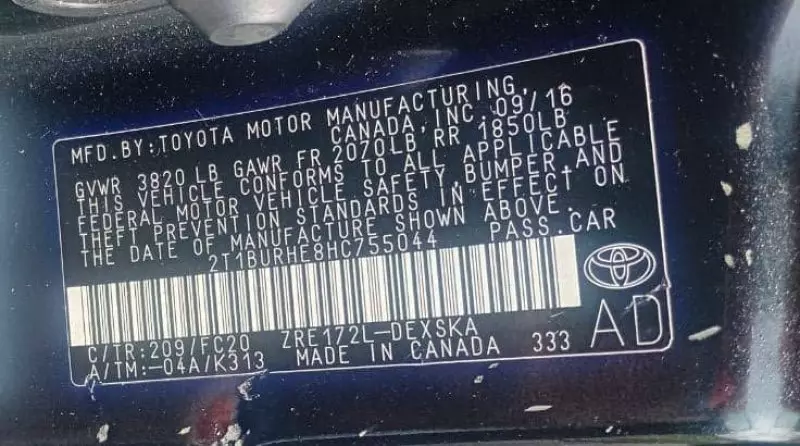 MFD.BY:TOYOTA MOTOR MANUFACTURING,
CANADA, INC. 09/16
GVWR 3820 LB GAWR FR 2070LB RR 1850LB
THIS VEHICLE CONFORMS TO ALL APPLICABLE
FEDERAL MOTOR VEHICLE SAFETY, BUMPER, AND
THEFT PREVENTION STANDARDS IN EFFECT ON
THE DATE OF MANUFACTURE SHOWN ABOVE.
2T1BURHE8HC755044 PASS.CAR
C/TR:209/FC20 ZRE172L-DEXSKA
A/TM:-04A/K313 MADE IN CANADA 333 AD